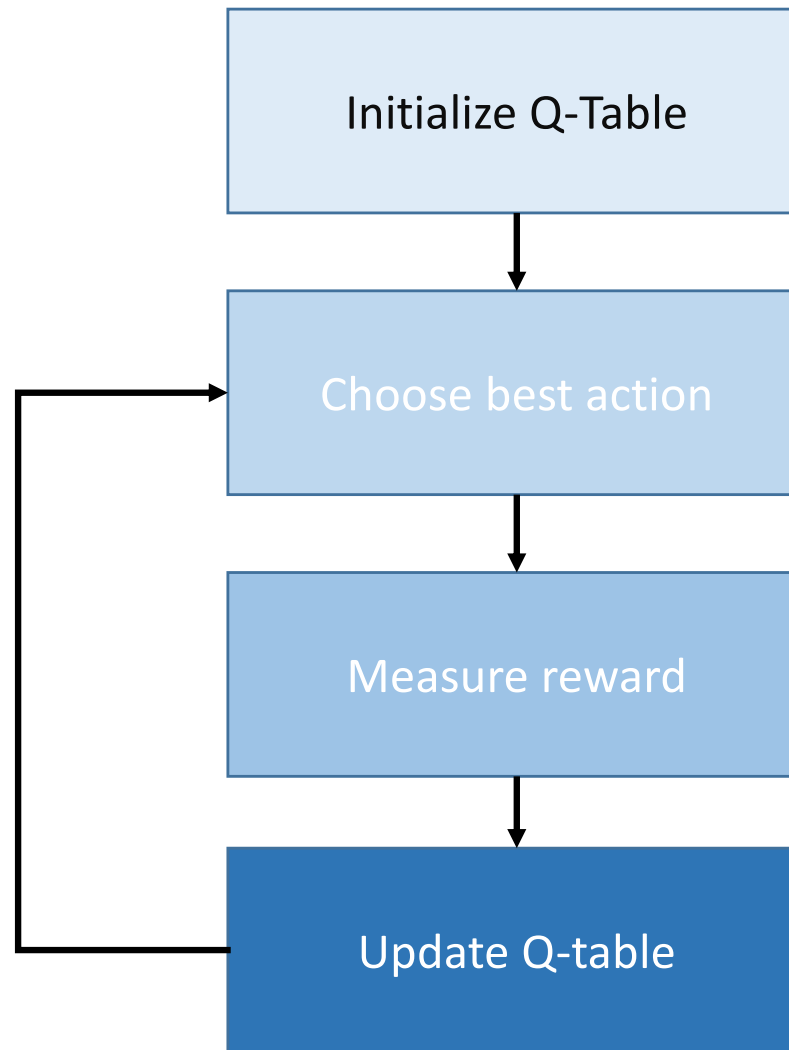 Initialize Q-Table
Choose best action
Measure reward
Update Q-table